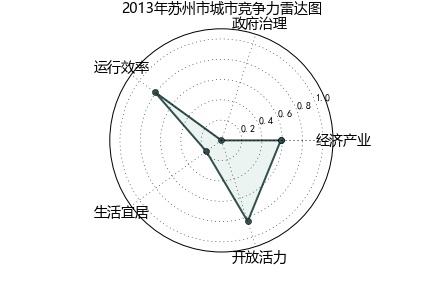 2013年苏州市城市竞争力雷达图
政府治理
运行效率
1.0
0.8
0.6
0.4
0.2
经济产业
生活宜居
开放活力